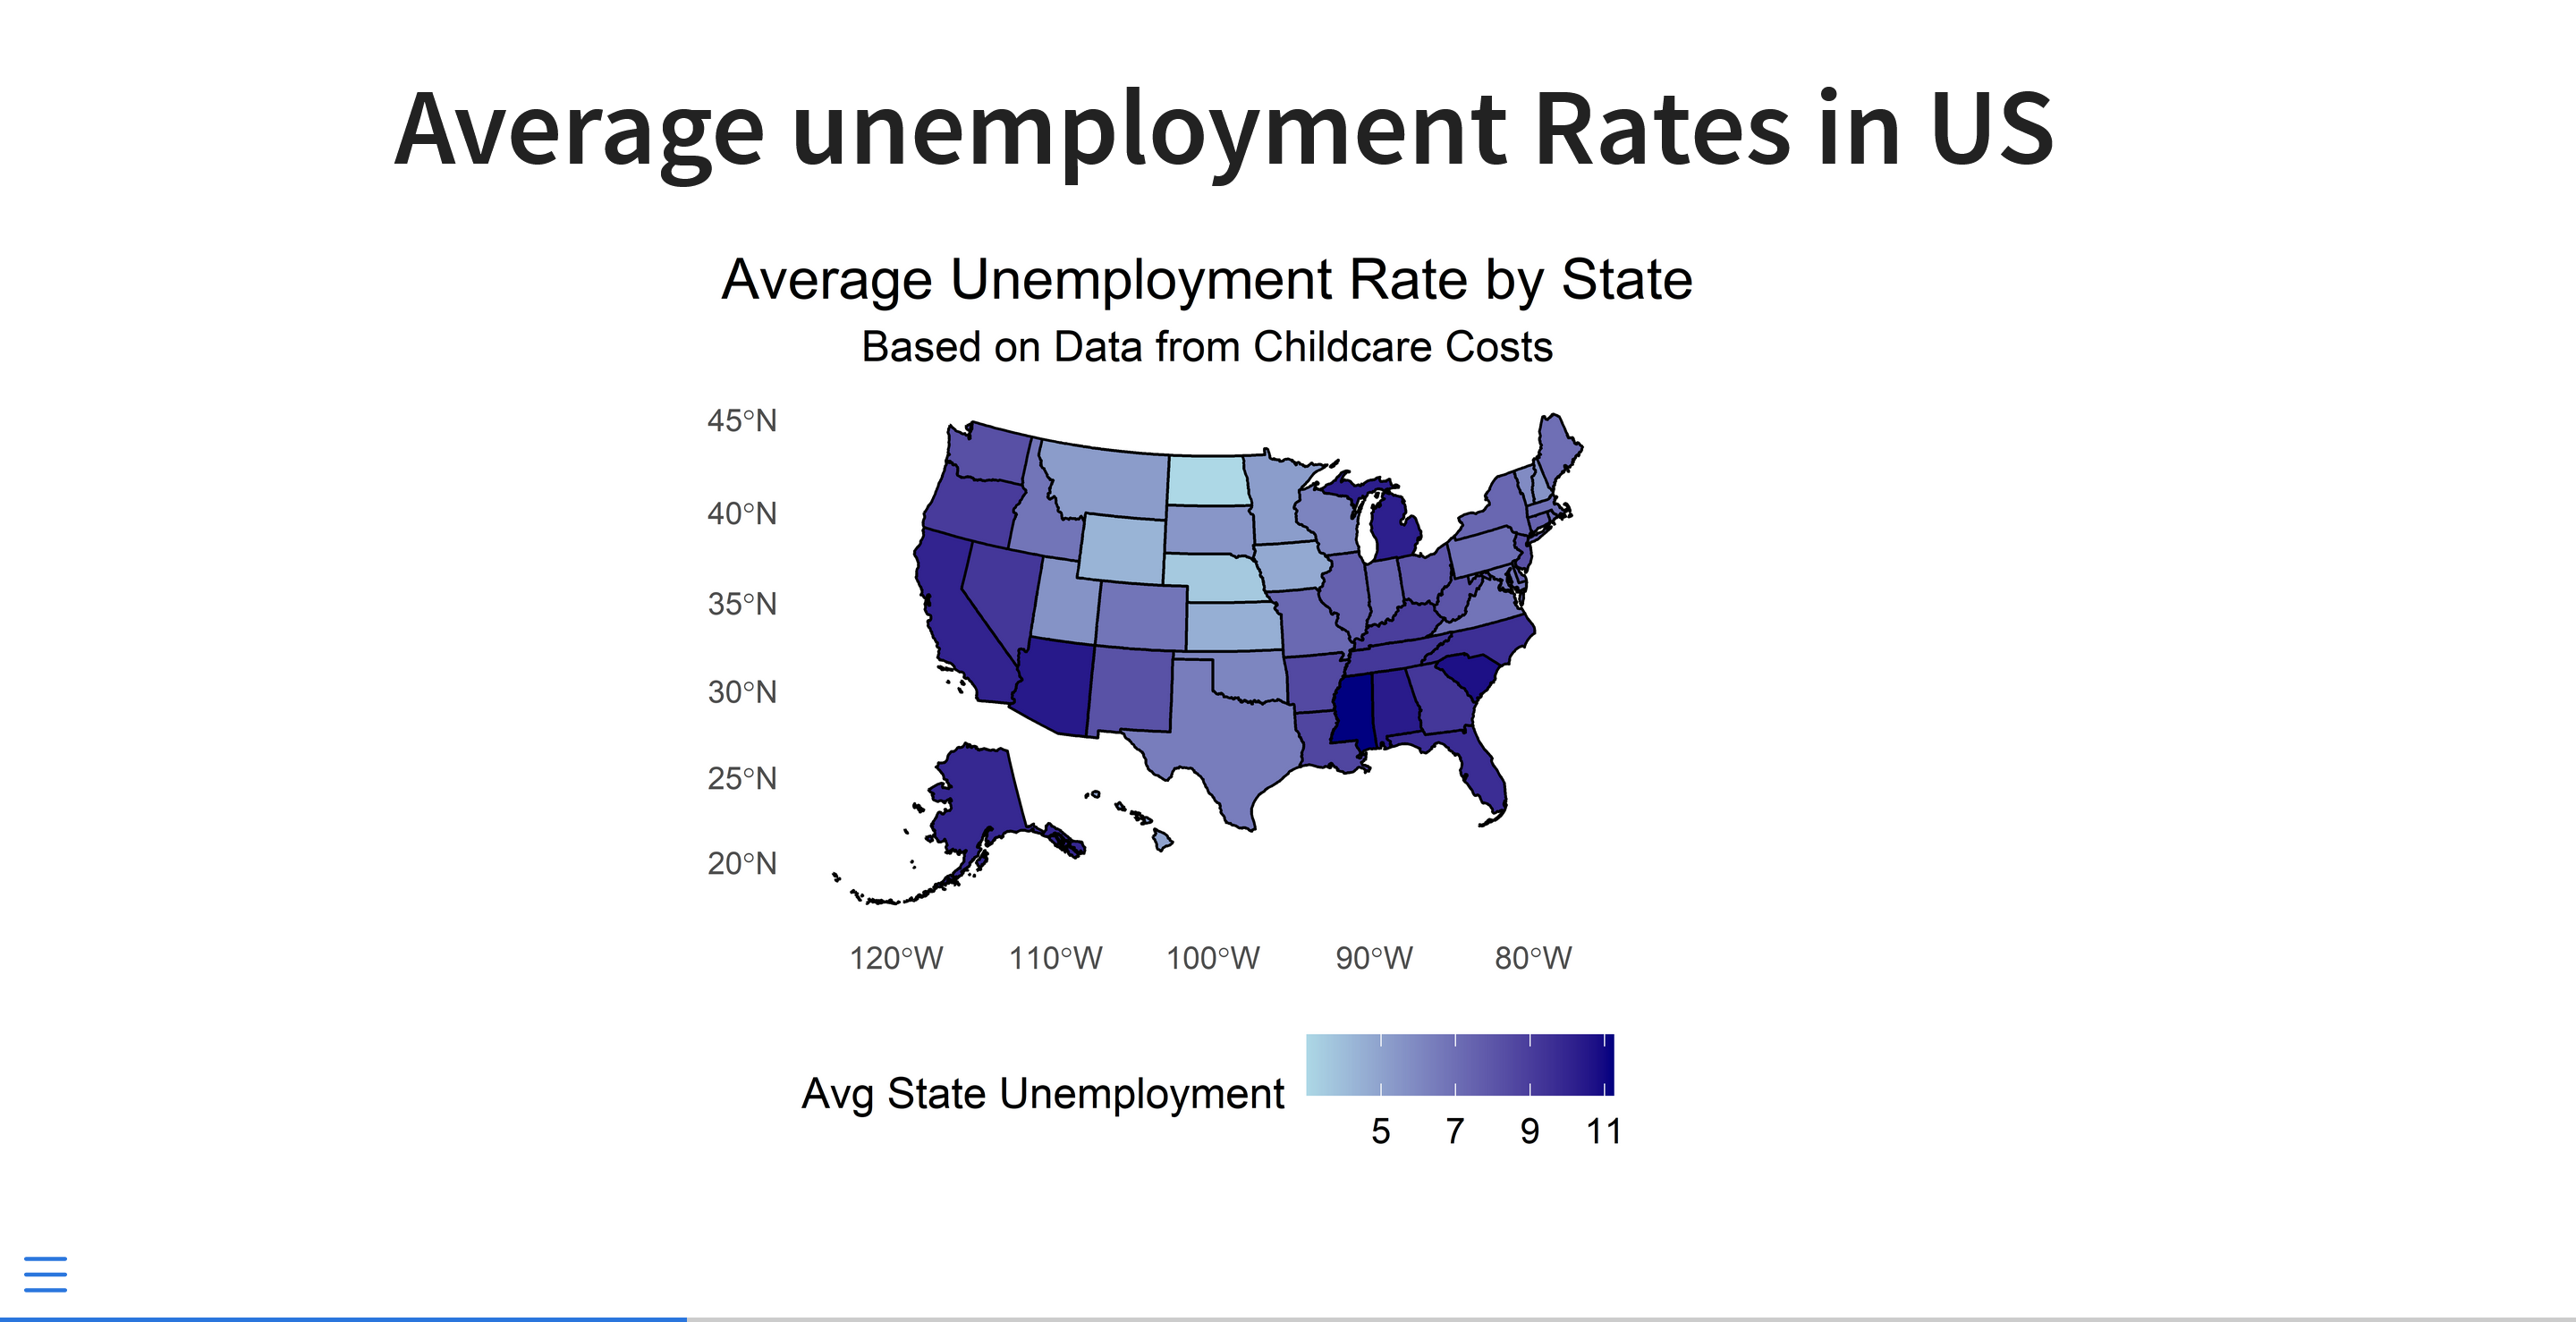 Average unemployment Rates in US
Average Unemployment Rate by State
Based on Data from Childcare Costs
45°N
40°N
35°N
30°N
25°N
20°N
120°W 110°W 100°W 90°W 80°W
Avg State Unemployment
5 7 9 11